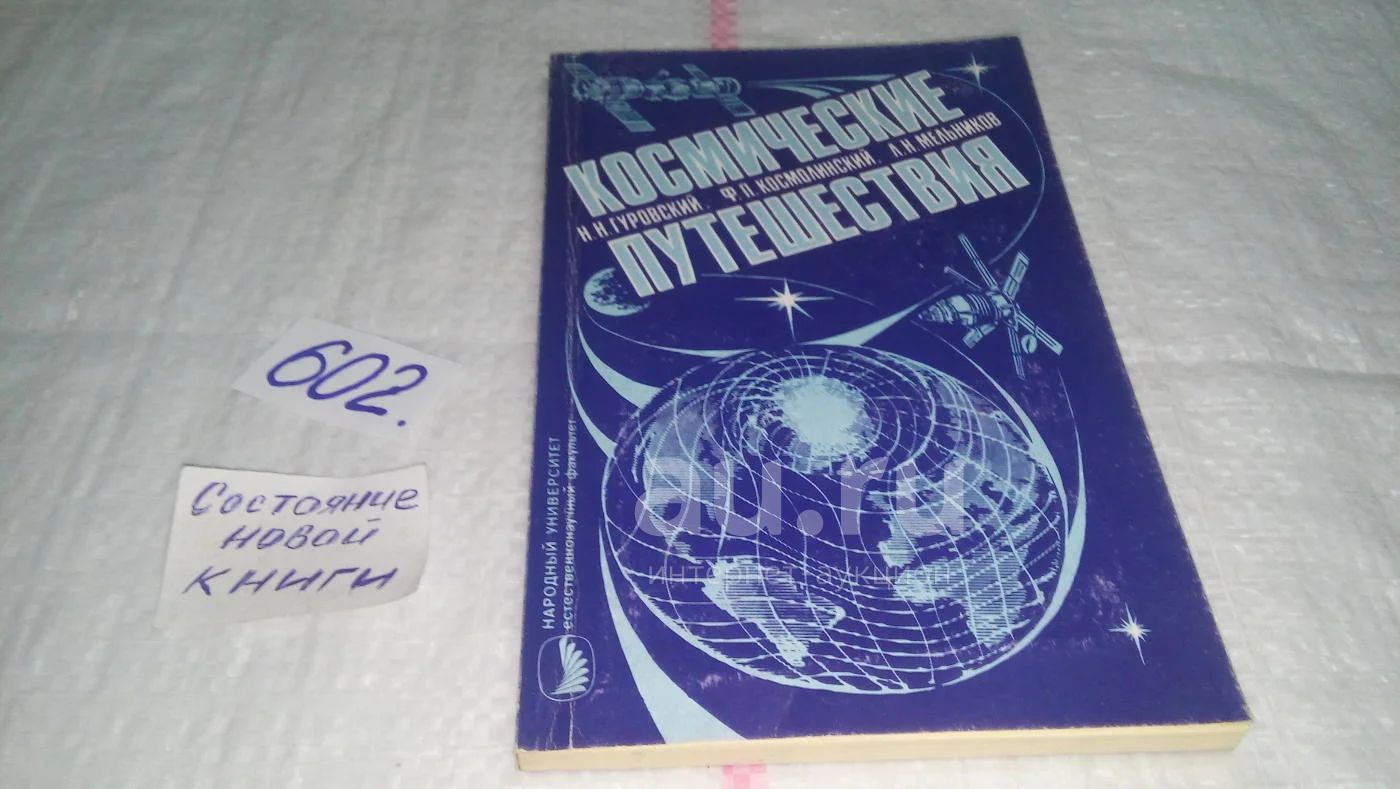 КОСМИЧЕСКИЕ
Н.Н.ГУРОВСКИЙ, Ф.П.КОСМОЛИНСКИЙ, Л.Н.МЕЛЬНИКОВ
ПУТЕШЕСТВИЯ
НАРОДНЫЙ УНИВЕРСИТЕТ
естественнонаучный факультет
602.
Состояние
новой
книги
au.ru
интернет аукцион